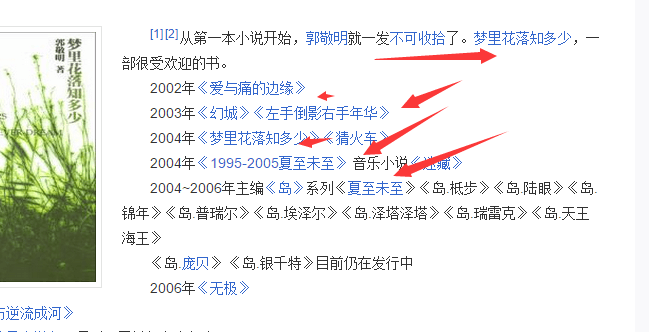 梦里花落知多少
郭敬明 著
[1][2]从第一本小说开始，郭敬明就一发不可收拾了。梦里花落知多少，一
部很受欢迎的书。
2002年《爱与痛的边缘》
2003年《幻城》《左手倒影右手年华》
2004年《梦里花落知多少》《猜火车》
2004年《1995-2005夏至未至》 音乐小说《迷藏》
2004~2006年主编《岛》系列《夏至未至》《岛.柢步》《岛.陆眼》《岛.
锦年》《岛.普瑞尔》《岛.埃泽尔》《岛.泽塔泽塔》《岛.瑞雷克》《岛.天王
海王》
《岛.庞贝》 《岛.银千特》目前仍在发行中
2006年《无极》
逆流成河》